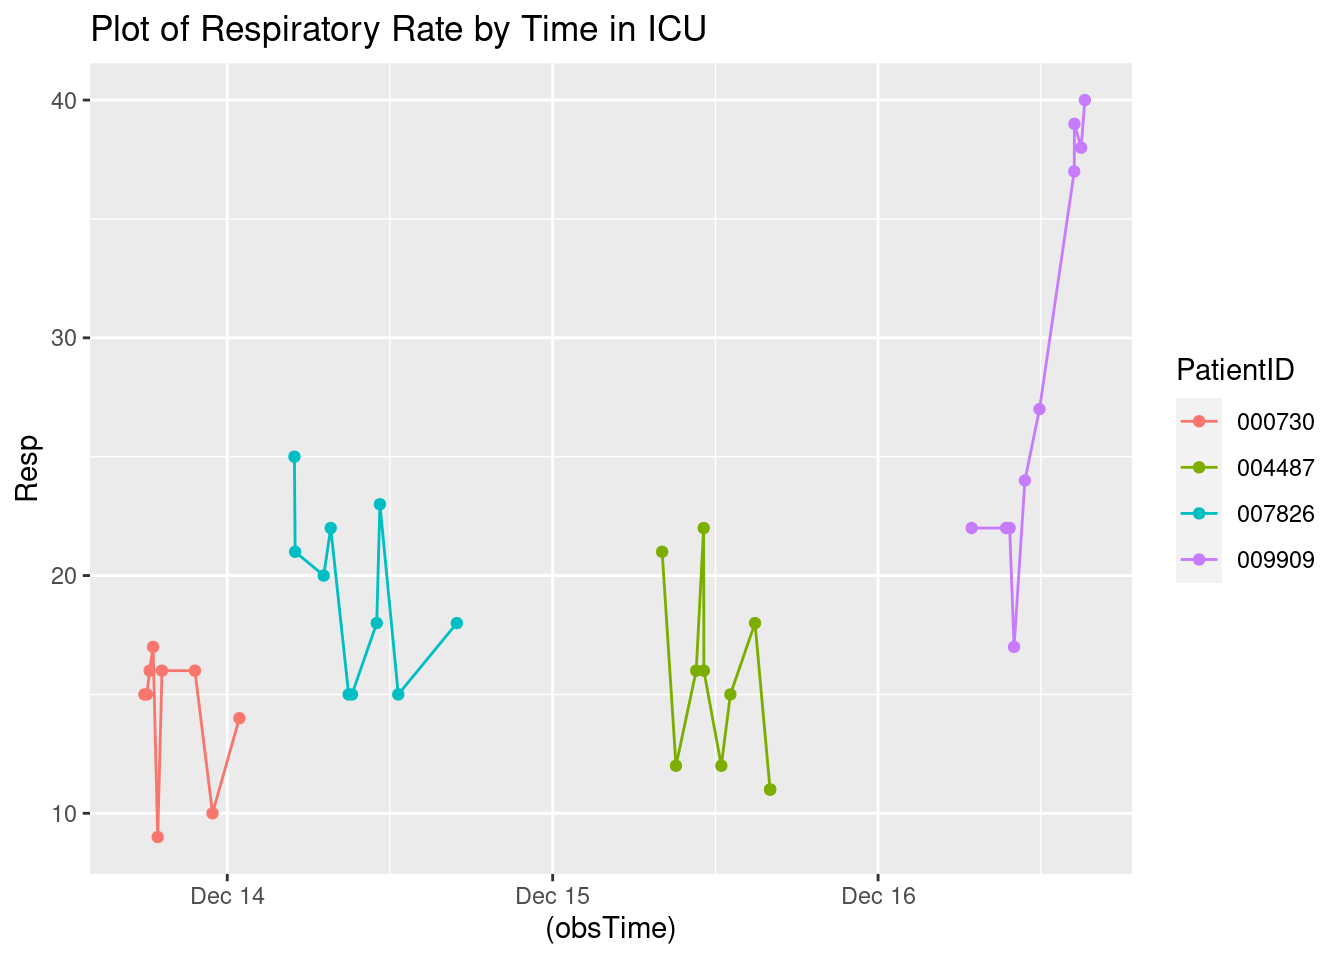 Plot of Respiratory Rate by Time in ICU
40
30
20
10
Resp
Dec 14
Dec 15
Dec 16
(obsTime)
PatientID
000730
004487
007826
009909